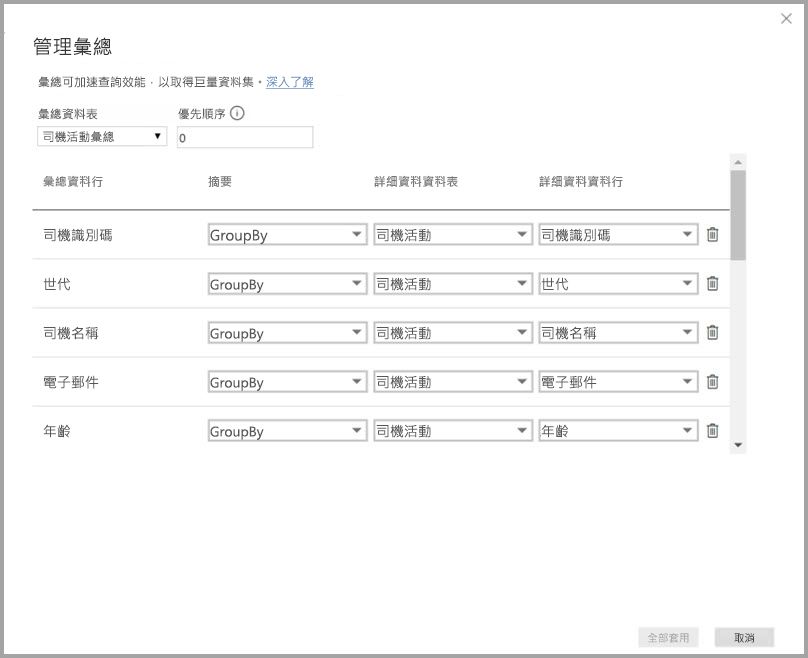 管理彙總
彙總可加速查詢效能，以取得巨量資料集。深入了解
彙總資料表 優先順序
司機活動彙總 0
彙總資料行 摘要 詳細資料資料表 詳細資料資料行
司機識別碼 GroupBy 司機活動 司機識別碼
世代 GroupBy 司機活動 世代
司機名稱 GroupBy 司機活動 司機名稱
電子郵件 GroupBy 司機活動 電子郵件
年齡 GroupBy 司機活動 年齡
全部套用 取消